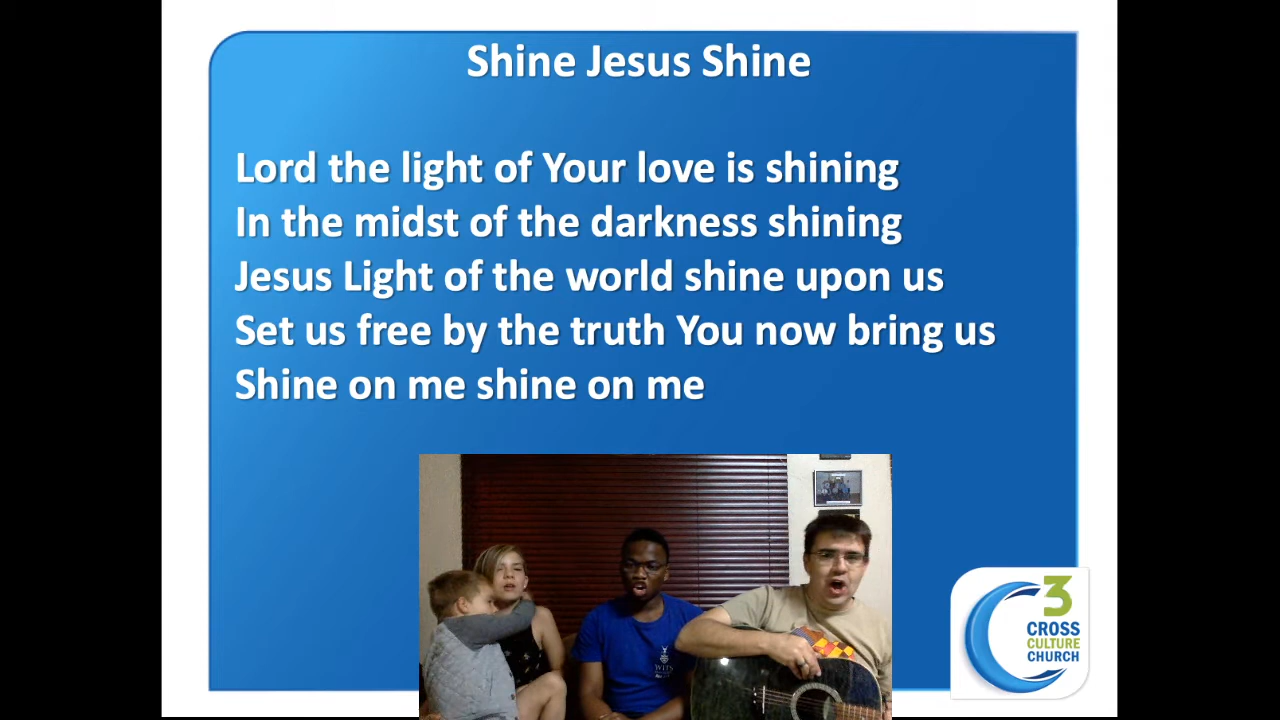 Shine Jesus Shine
Lord the light of Your love is shining
In the midst of the darkness shining
Jesus Light of the world shine upon us
Set us free by the truth You now bring us
Shine on me shine on me
WITS
3
CROSS
CULTURE
CHURCH